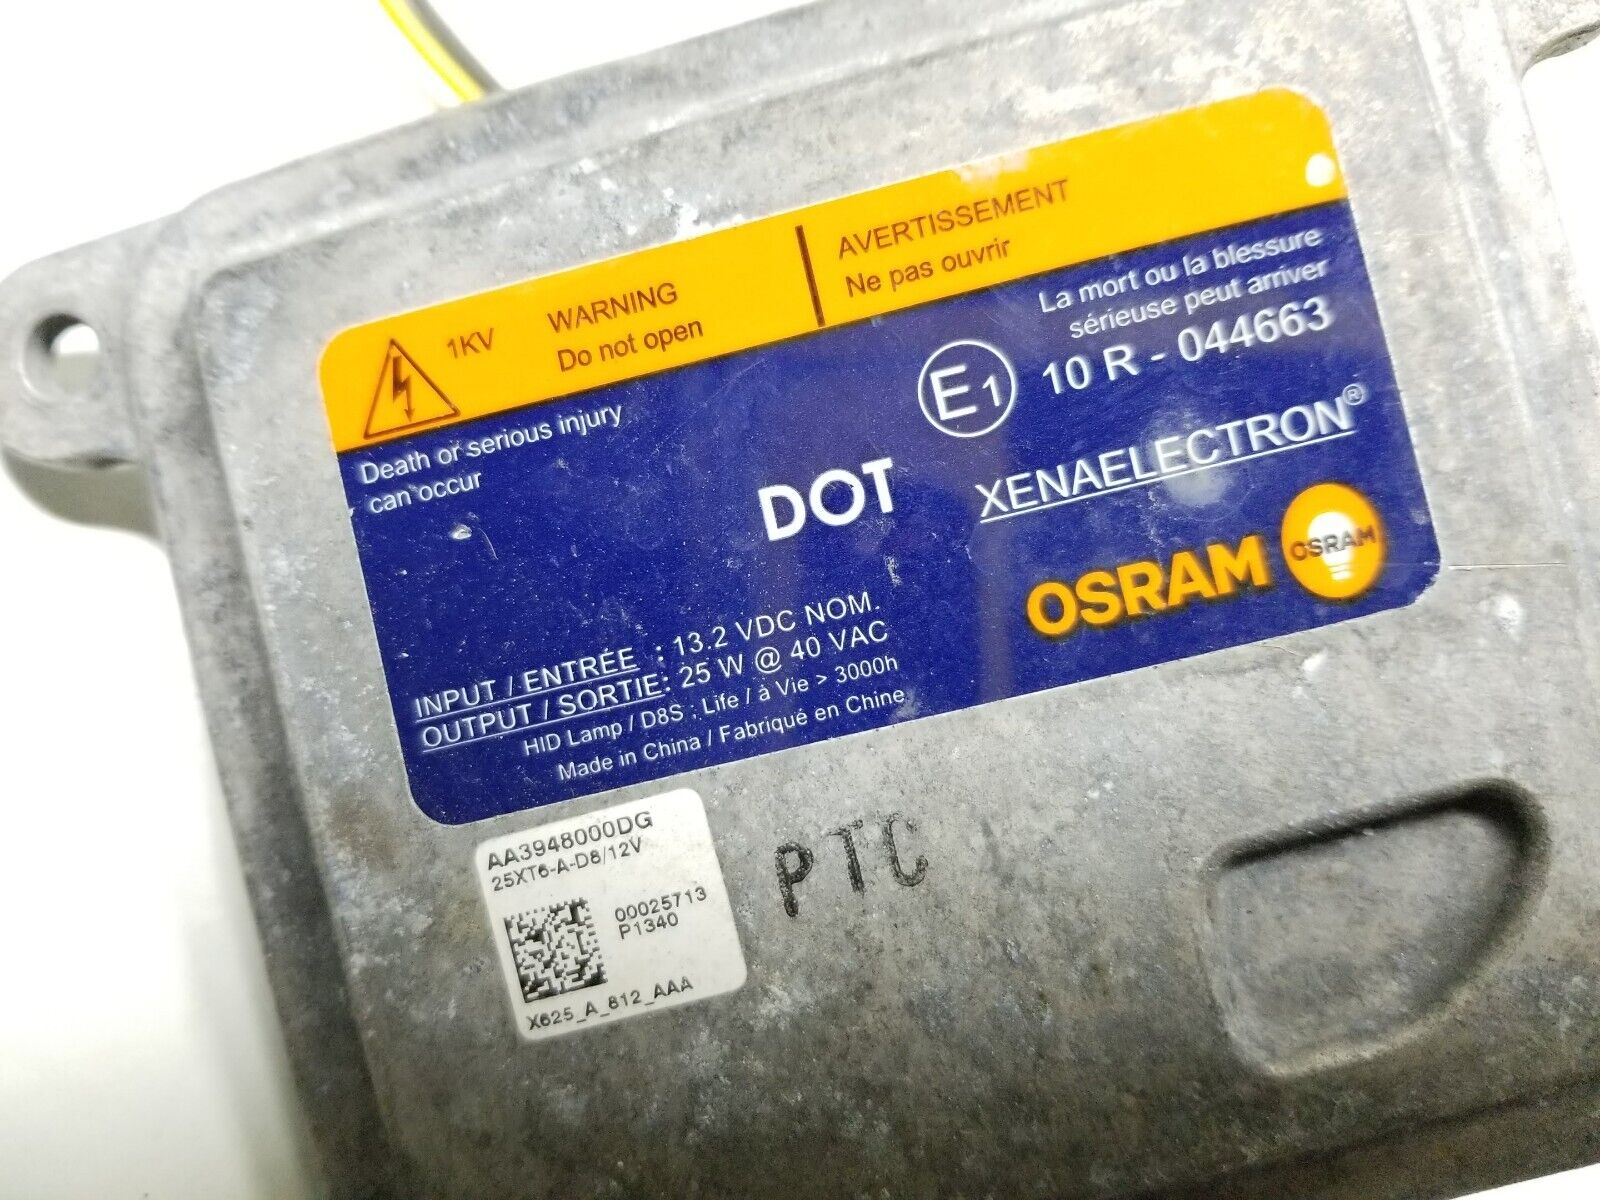 1KV
WARNING
Do not open
AVERTISSEMENT
Ne pas ouvrir
Death or serious injury
can occur
La mort ou la blessure
sérieuse peut arriver
E1
10 R - 044663
DOT
XENAELECTRON®
OSRAM
OSRAM
INPUT / ENTRÉE : 13.2 VDC NOM.
OUTPUT / SORTIE: 25 W @ 40 VAC
HID Lamp / D8S ; Life / à Vie > 3000h
Made in China / Fabriqué en Chine
AA3948000DG
25XT6-A-D8/12V
00025713
P1340
X625_A_812_AAA
PTC